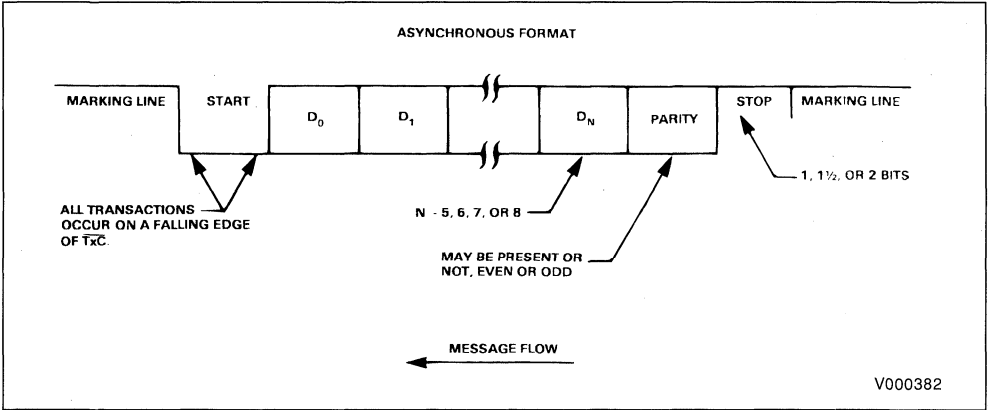 ASYNCHRONOUS FORMAT
MARKING LINE
START
D0
D1
DN
PARITY
STOP
MARKING LINE
1, 1½, OR 2 BITS
ALL TRANSACTIONS
OCCUR ON A FALLING EDGE
OF T̅x̅C̅.
N - 5, 6, 7, OR 8
MAY BE PRESENT OR
NOT, EVEN OR ODD
MESSAGE FLOW
V000382